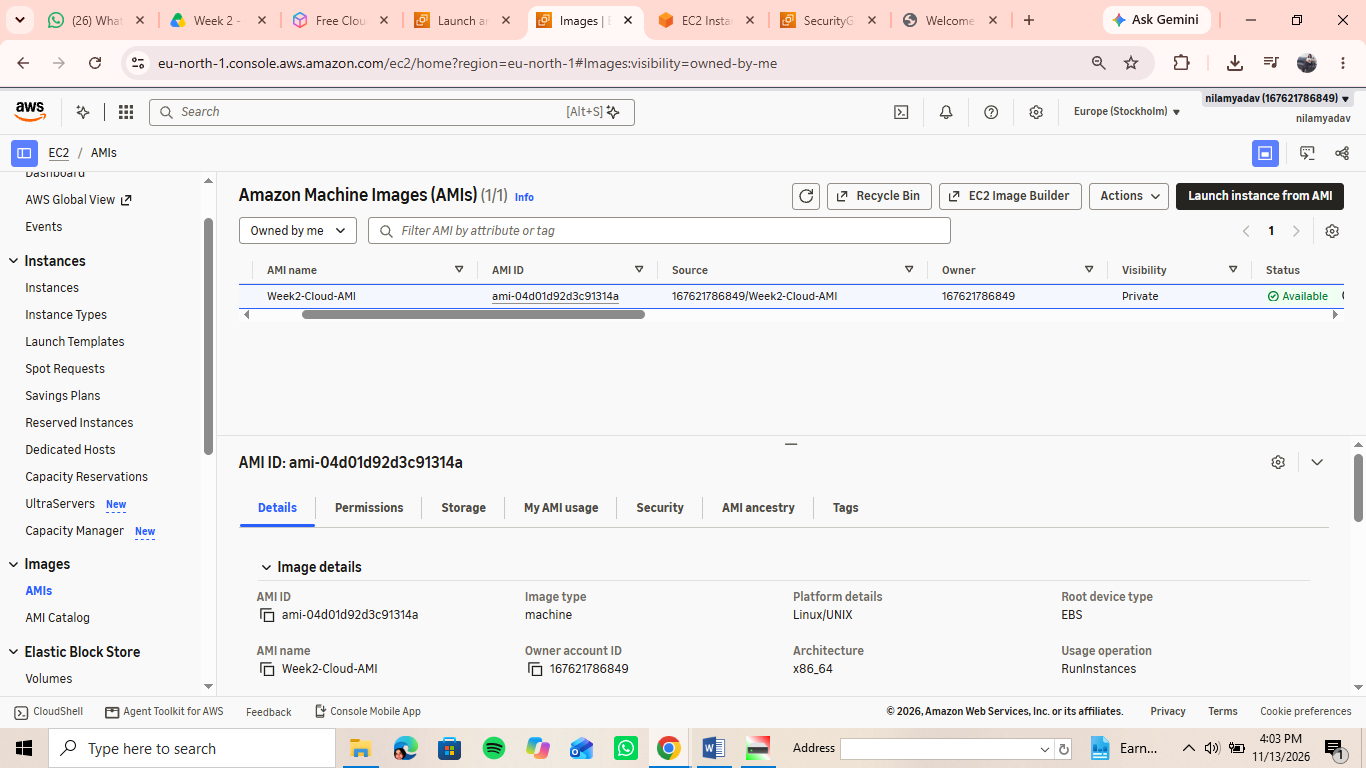 (26) What
Week 2 -
Free Clou
Launch a
Images | E
EC2 Insta
SecurityG
Welcome
Ask Gemini
eu-north-1.console.aws.amazon.com/ec2/home?region=eu-north-1#Images:visibility=owned-by-me
aws
Search
[Alt+S]
Europe (Stockholm)
nilamyadav (167621786849)
nilamyadav
EC2 / AMIs
Dashboard
AWS Global View
Events
Instances
Instances
Instance Types
Launch Templates
Spot Requests
Savings Plans
Reserved Instances
Dedicated Hosts
Capacity Reservations
UltraServers New
Capacity Manager New
Images
AMIs
AMI Catalog
Elastic Block Store
Volumes
Amazon Machine Images (AMIs) (1/1) Info
Recycle Bin
EC2 Image Builder
Actions
Launch instance from AMI
Owned by me
Filter AMI by attribute or tag
1
AMI name AMI ID Source Owner Visibility Status
Week2-Cloud-AMI ami-04d01d92d3c91314a 167621786849/Week2-Cloud-AMI 167621786849 Private Available
AMI ID: ami-04d01d92d3c91314a
Details Permissions Storage My AMI usage Security AMI ancestry Tags
Image details
AMI ID Image type Platform details Root device type
ami-04d01d92d3c91314a machine Linux/UNIX EBS
AMI name Owner account ID Architecture Usage operation
Week2-Cloud-AMI 167621786849 x86_64 RunInstances
CloudShell Agent Toolkit for AWS Feedback Console Mobile App © 2026, Amazon Web Services, Inc. or its affiliates. Privacy Terms Cookie preferences
Type here to search
Address
Earn...
4:03 PM
11/13/2026
1